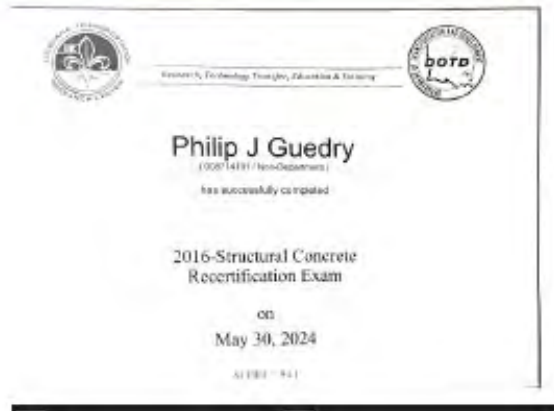 DOTD
Research, Technology Transfer, Education & Training
Philip J Guedry
has successfully completed
2016-Structural Concrete
Recertification Exam
on
May 30, 2024